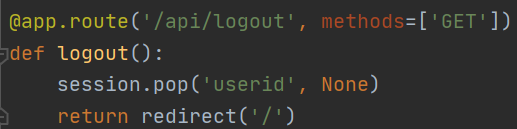 @app.route('/api/logout', methods=['GET'])
def logout():
    session.pop('userid', None)
    return redirect('/')